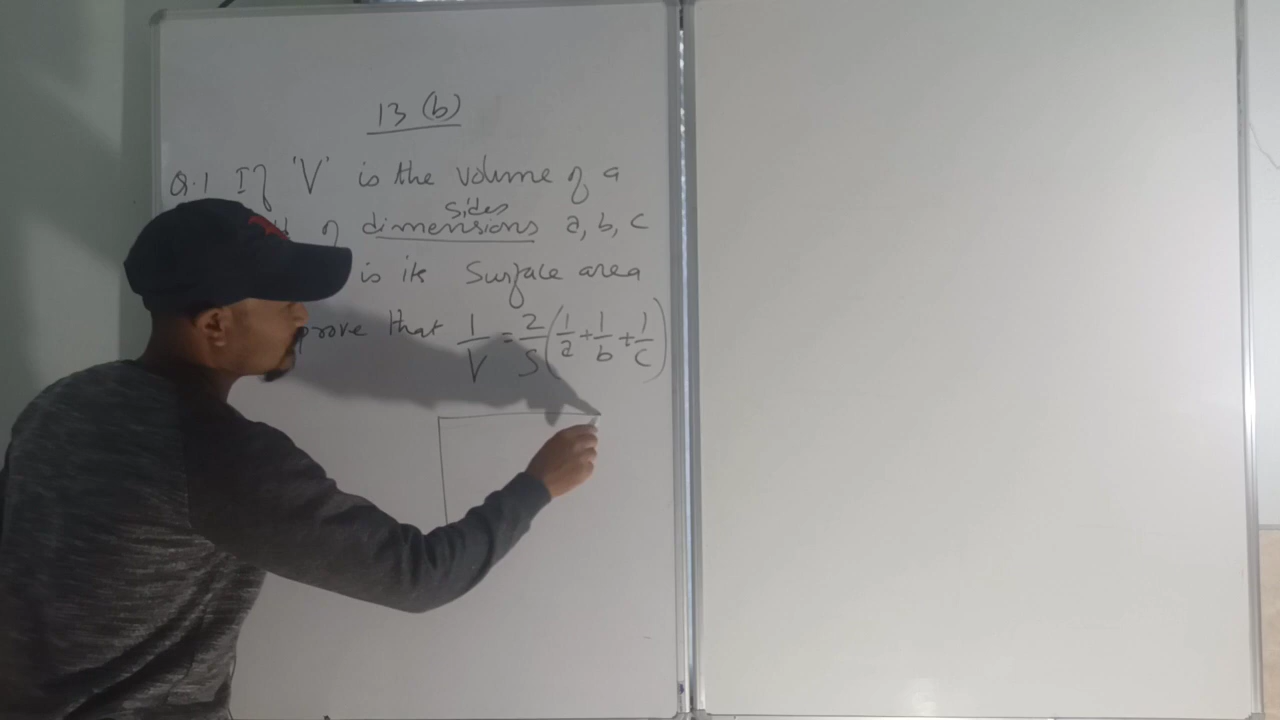 13 (b)
Q.1 If 'V' is the volume of a
sides
of dimensions a, b, c
is its Surface area
prove that 1/V = 2/S (1/a + 1/b + 1/c)